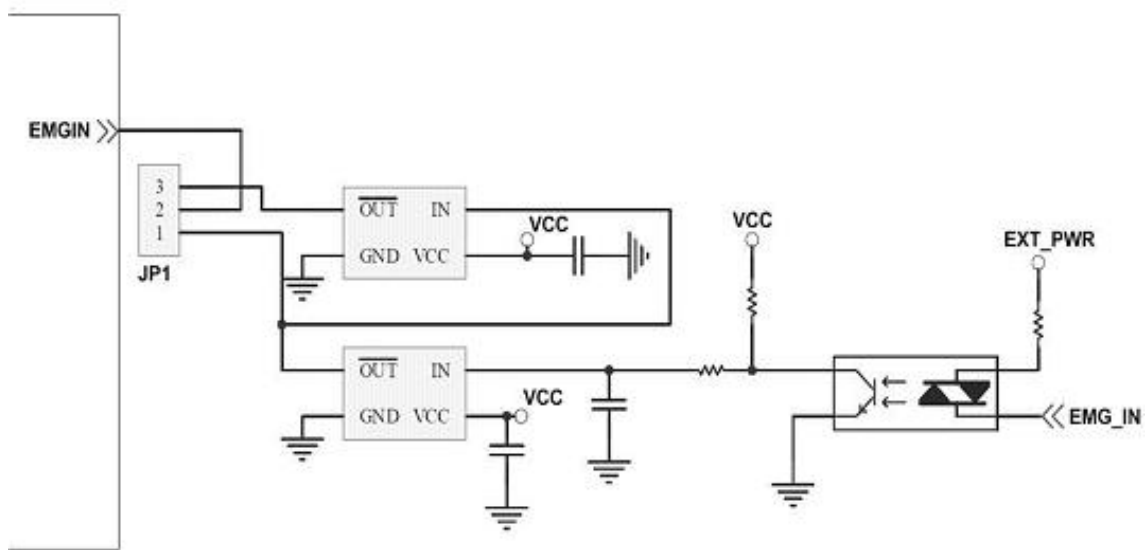 EMGIN
3
2
1
JP1
OUT IN
GND VCC
VCC
VCC
EXT_PWR
OUT IN
GND VCC
VCC
EMG_IN